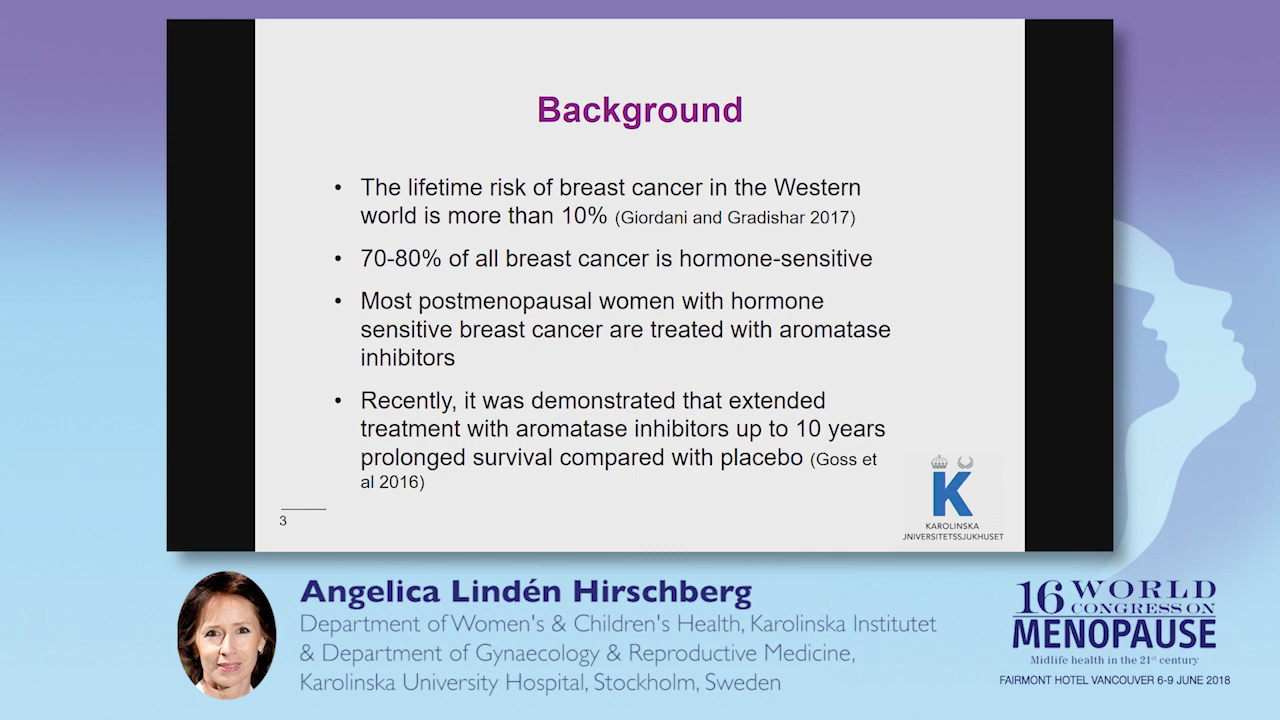 Background
• The lifetime risk of breast cancer in the Western
world is more than 10% (Giordani and Gradishar 2017)
• 70-80% of all breast cancer is hormone-sensitive
• Most postmenopausal women with hormone
sensitive breast cancer are treated with aromatase
inhibitors
• Recently, it was demonstrated that extended
treatment with aromatase inhibitors up to 10 years
prolonged survival compared with placebo (Goss et
al 2016)
3
K
KAROLINSKA
UNIVERSITETSSJUKHUSET
Angelica Lindén Hirschberg
Department of Women's & Children's Health, Karolinska Institutet
& Department of Gynaecology & Reproductive Medicine,
Karolinska University Hospital, Stockholm, Sweden
16 WORLD
CONGRESS ON
MENOPAUSE
Midlife health in the 21st century
FAIRMONT HOTEL VANCOUVER 6-9 JUNE 2018